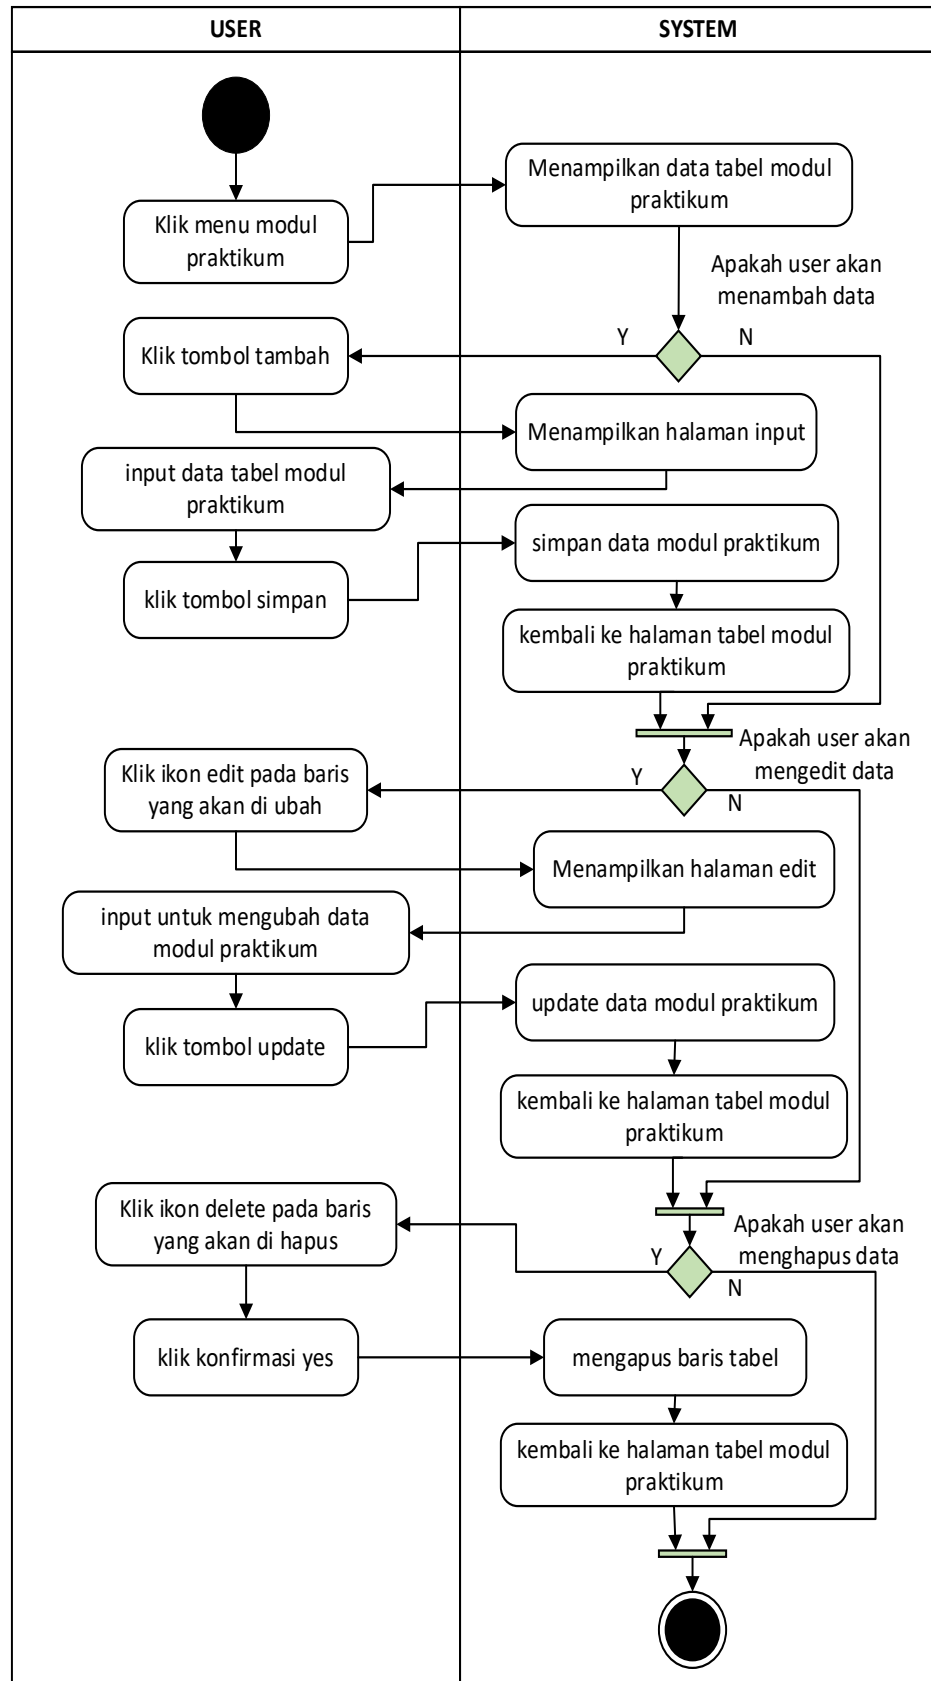 USER
SYSTEM
Menampilkan data tabel modul
praktikum
Klik menu modul
praktikum
Apakah user akan
menambah data
Y
N
Klik tombol tambah
Menampilkan halaman input
input data tabel modul
praktikum
simpan data modul praktikum
klik tombol simpan
kembali ke halaman tabel modul
praktikum
Apakah user akan
mengedit data
Y
N
Klik ikon edit pada baris
yang akan di ubah
Menampilkan halaman edit
input untuk mengubah data
modul praktikum
update data modul praktikum
klik tombol update
kembali ke halaman tabel modul
praktikum
Klik ikon delete pada baris
yang akan di hapus
Apakah user akan
menghapus data
Y
N
klik konfirmasi yes
mengapus baris tabel
kembali ke halaman tabel modul
praktikum